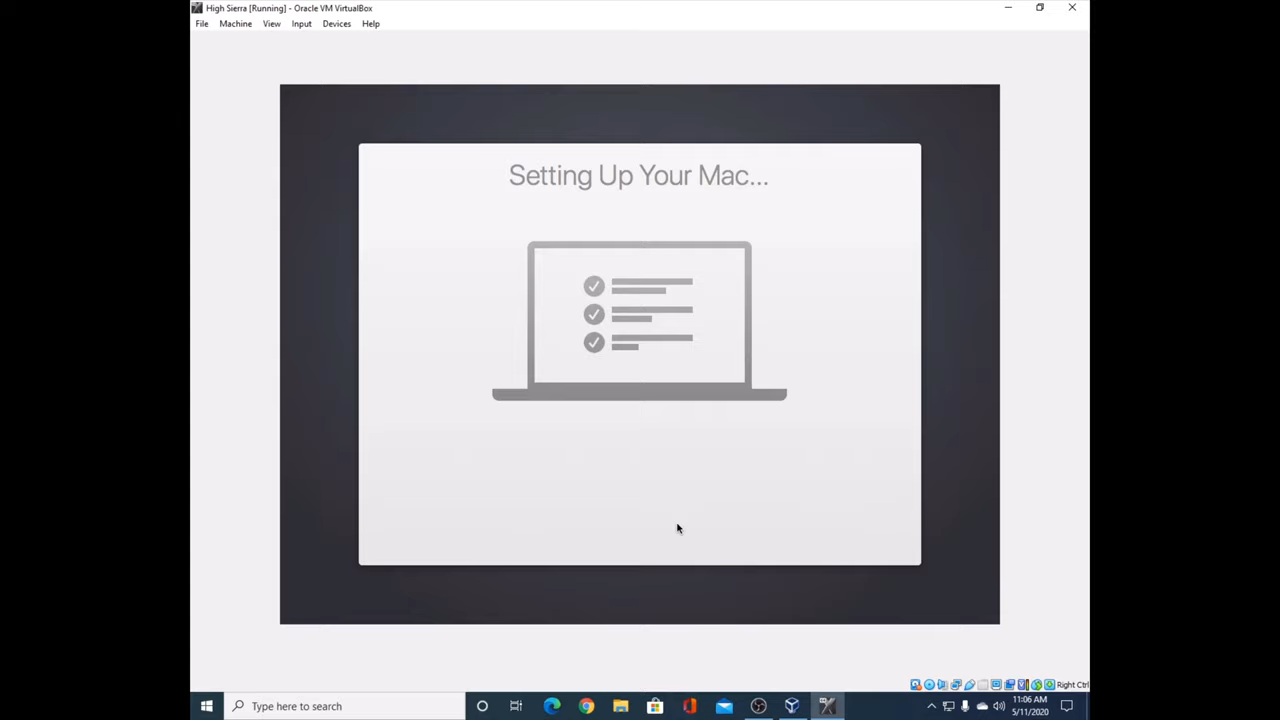 High Sierra [Running] - Oracle VM VirtualBox
File Machine View Input Devices Help
Setting Up Your Mac...
Right Ctrl
Type here to search
11:06 AM
5/11/2020